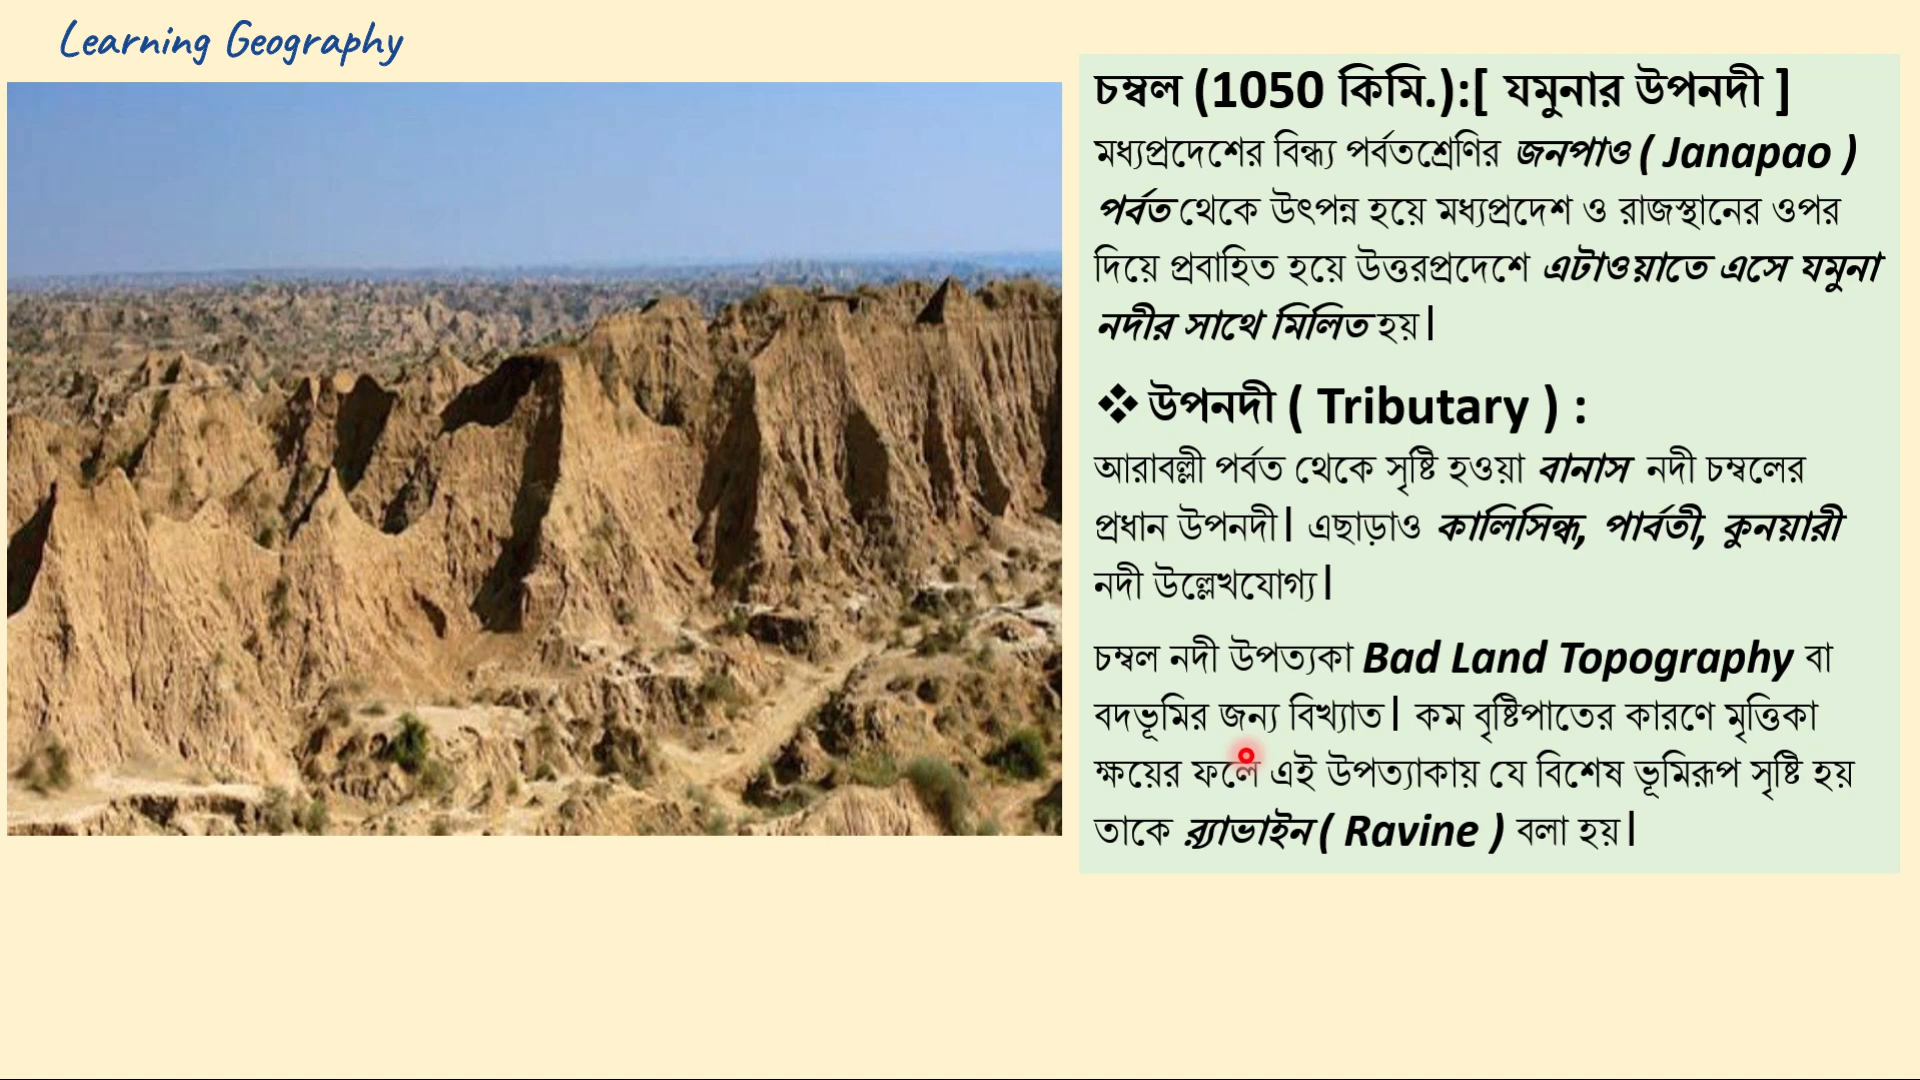 Learning Geography
চম্বল (1050 কিমি.):[ যমুনার উপনদী ]
মধ্যপ্রদেশের বিন্ধ্য পর্বতশ্রেণির জনপাও ( Janapao )
পর্বত থেকে উৎপন্ন হয়ে মধ্যপ্রদেশ ও রাজস্থানের ওপর
দিয়ে প্রবাহিত হয়ে উত্তরপ্রদেশে এটাওয়াতে এসে যমুনা
নদীর সাথে মিলিত হয়।
❖ উপনদী ( Tributary ) :
আরাবল্লী পর্বত থেকে সৃষ্টি হওয়া বানাস নদী চম্বলের
প্রধান উপনদী। এছাড়াও কালিসিন্ধ, পার্বতী, কুনয়ারী
নদী উল্লেখযোগ্য।
চম্বল নদী উপত্যকা Bad Land Topography বা
বদভূমির জন্য বিখ্যাত। কম বৃষ্টিপাতের কারণে মৃত্তিকা
ক্ষয়ের ফলে এই উপত্যাকায় যে বিশেষ ভূমিরূপ সৃষ্টি হয়
তাকে র‍্যাভাইন ( Ravine ) বলা হয়।